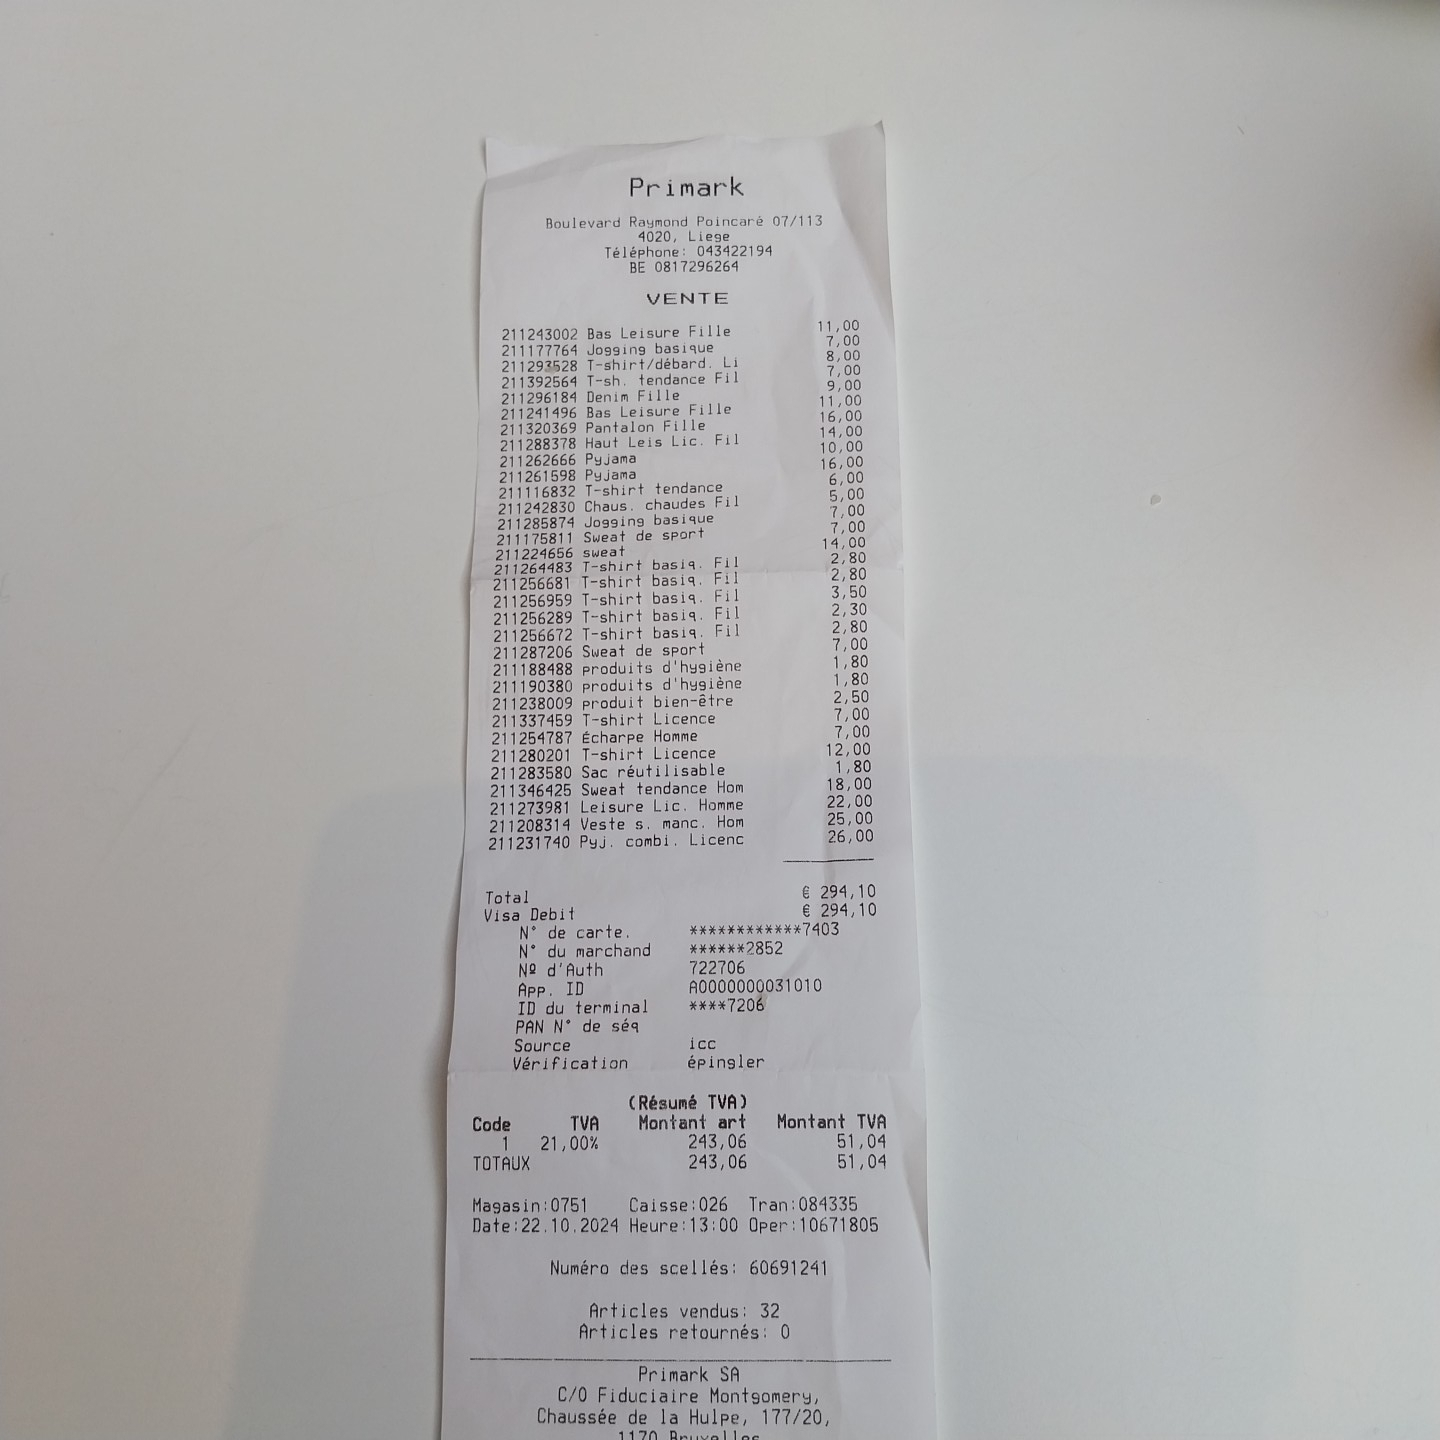 Primark
Boulevard Raymond Poincaré 07/113
4020, Liege
Téléphone: 043422194
BE 0817296264
VENTE
211243002 Bas Leisure Fille 11,00
211177764 Jogging basique 7,00
211293528 T-shirt/débard. Li 8,00
211392564 T-sh. tendance Fil 7,00
211296184 Denim Fille 9,00
211241496 Bas Leisure Fille 11,00
211320369 Pantalon Fille 16,00
211288378 Haut Leis Lic. Fil 14,00
211262666 Pyjama 10,00
211261598 Pyjama 16,00
211116832 T-shirt tendance 6,00
211242830 Chaus. chaudes Fil 5,00
211285874 Jogging basique 7,00
211175811 Sweat de sport 7,00
211224656 sweat 14,00
211264483 T-shirt basiq. Fil 2,80
211256681 T-shirt basiq. Fil 2,80
211256959 T-shirt basiq. Fil 3,50
211256289 T-shirt basiq. Fil 2,30
211256672 T-shirt basiq. Fil 2,80
211287206 Sweat de sport 7,00
211188488 produits d'hygiène 1,80
211190380 produits d'hygiène 1,80
211238009 produit bien-être 2,50
211337459 T-shirt Licence 7,00
211254787 Écharpe Homme 7,00
211280201 T-shirt Licence 12,00
211283580 Sac réutilisable 1,80
211346425 Sweat tendance Hom 18,00
211273981 Leisure Lic. Homme 22,00
211208314 Veste s. manc. Hom 25,00
211231740 Pyj. combi. Licenc 26,00
Total € 294,10
Visa Debit € 294,10
N° de carte. ************7403
N° du marchand ******2852
Nº d'Auth 722706
App. ID A0000000031010
ID du terminal ****7206
PAN N° de séq
Source icc
Vérification épingler
(Résumé TVA)
Code TVA Montant art Montant TVA
1 21,00% 243,06 51,04
TOTAUX 243,06 51,04
Magasin:0751 Caisse:026 Tran:084335
Date:22.10.2024 Heure:13:00 Oper:10671805
Numéro des scellés: 60691241
Articles vendus: 32
Articles retournés: 0
Primark SA
C/O Fiduciaire Montgomery,
Chaussée de la Hulpe, 177/20,
1170 Bruxelles